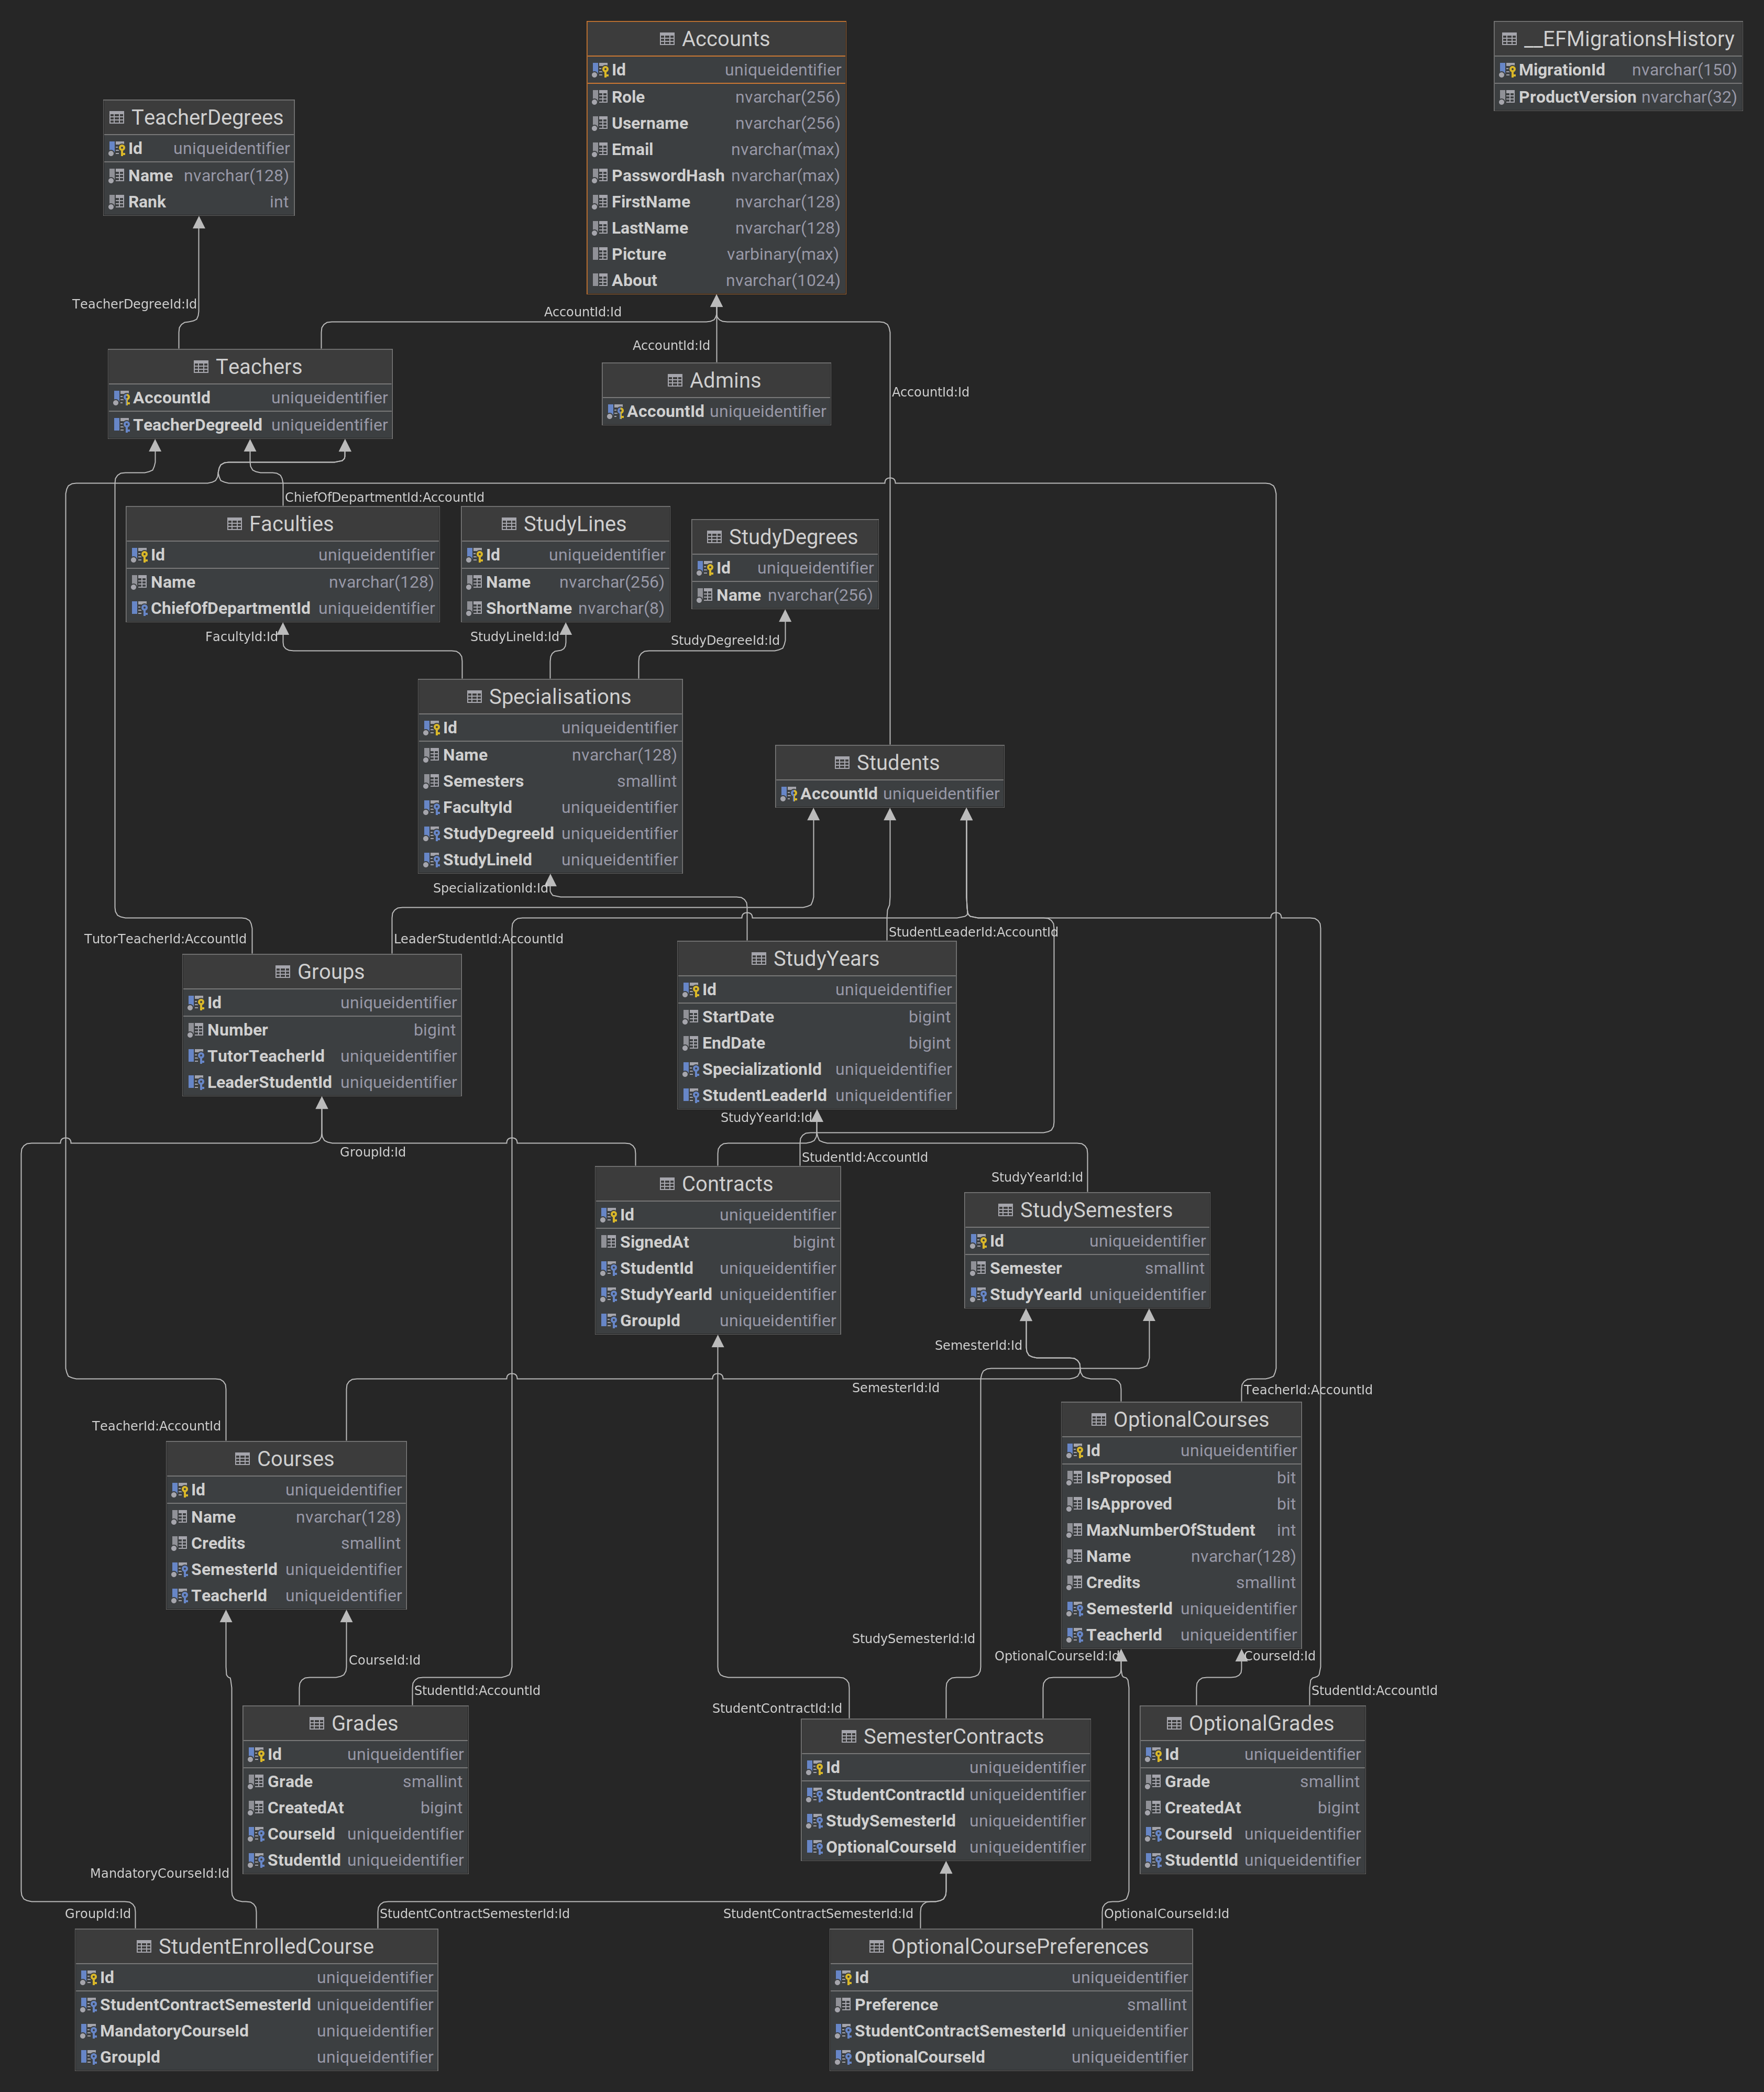 Accounts
Id uniqueidentifier
Role nvarchar(256)
Username nvarchar(256)
Email nvarchar(max)
PasswordHash nvarchar(max)
FirstName nvarchar(128)
LastName nvarchar(128)
Picture varbinary(max)
About nvarchar(1024)
__EFMigrationsHistory
MigrationId nvarchar(150)
ProductVersion nvarchar(32)
TeacherDegrees
Id uniqueidentifier
Name nvarchar(128)
Rank int
TeacherDegreeId:Id
AccountId:Id
AccountId:Id
AccountId:Id
Teachers
AccountId uniqueidentifier
TeacherDegreeId uniqueidentifier
Admins
AccountId uniqueidentifier
ChiefOfDepartmentId:AccountId
Faculties
Id uniqueidentifier
Name nvarchar(128)
ChiefOfDepartmentId uniqueidentifier
StudyLines
Id uniqueidentifier
Name nvarchar(256)
ShortName nvarchar(8)
StudyDegrees
Id uniqueidentifier
Name nvarchar(256)
FacultyId:Id
StudyLineId:Id
StudyDegreeId:Id
Specialisations
Id uniqueidentifier
Name nvarchar(128)
Semesters smallint
FacultyId uniqueidentifier
StudyDegreeId uniqueidentifier
StudyLineId uniqueidentifier
Students
AccountId uniqueidentifier
SpecializationId:Id
TutorTeacherId:AccountId
LeaderStudentId:AccountId
StudentLeaderId:AccountId
Groups
Id uniqueidentifier
Number bigint
TutorTeacherId uniqueidentifier
LeaderStudentId uniqueidentifier
StudyYears
Id uniqueidentifier
StartDate bigint
EndDate bigint
SpecializationId uniqueidentifier
StudentLeaderId uniqueidentifier
StudyYearId:Id
GroupId:Id
StudentId:AccountId
StudyYearId:Id
Contracts
Id uniqueidentifier
SignedAt bigint
StudentId uniqueidentifier
StudyYearId uniqueidentifier
GroupId uniqueidentifier
StudySemesters
Id uniqueidentifier
Semester smallint
StudyYearId uniqueidentifier
SemesterId:Id
SemesterId:Id
TeacherId:AccountId
TeacherId:AccountId
Courses
Id uniqueidentifier
Name nvarchar(128)
Credits smallint
SemesterId uniqueidentifier
TeacherId uniqueidentifier
OptionalCourses
Id uniqueidentifier
IsProposed bit
IsApproved bit
MaxNumberOfStudent int
Name nvarchar(128)
Credits smallint
SemesterId uniqueidentifier
TeacherId uniqueidentifier
StudySemesterId:Id
OptionalCourseId:Id
CourseId:Id
CourseId:Id
StudentId:AccountId
StudentContractId:Id
StudentId:AccountId
Grades
Id uniqueidentifier
Grade smallint
CreatedAt bigint
CourseId uniqueidentifier
StudentId uniqueidentifier
SemesterContracts
Id uniqueidentifier
StudentContractId uniqueidentifier
StudySemesterId uniqueidentifier
OptionalCourseId uniqueidentifier
OptionalGrades
Id uniqueidentifier
Grade smallint
CreatedAt bigint
CourseId uniqueidentifier
StudentId uniqueidentifier
MandatoryCourseId:Id
GroupId:Id
StudentContractSemesterId:Id
StudentContractSemesterId:Id
OptionalCourseId:Id
StudentEnrolledCourse
Id uniqueidentifier
StudentContractSemesterId uniqueidentifier
MandatoryCourseId uniqueidentifier
GroupId uniqueidentifier
OptionalCoursePreferences
Id uniqueidentifier
Preference smallint
StudentContractSemesterId uniqueidentifier
OptionalCourseId uniqueidentifier